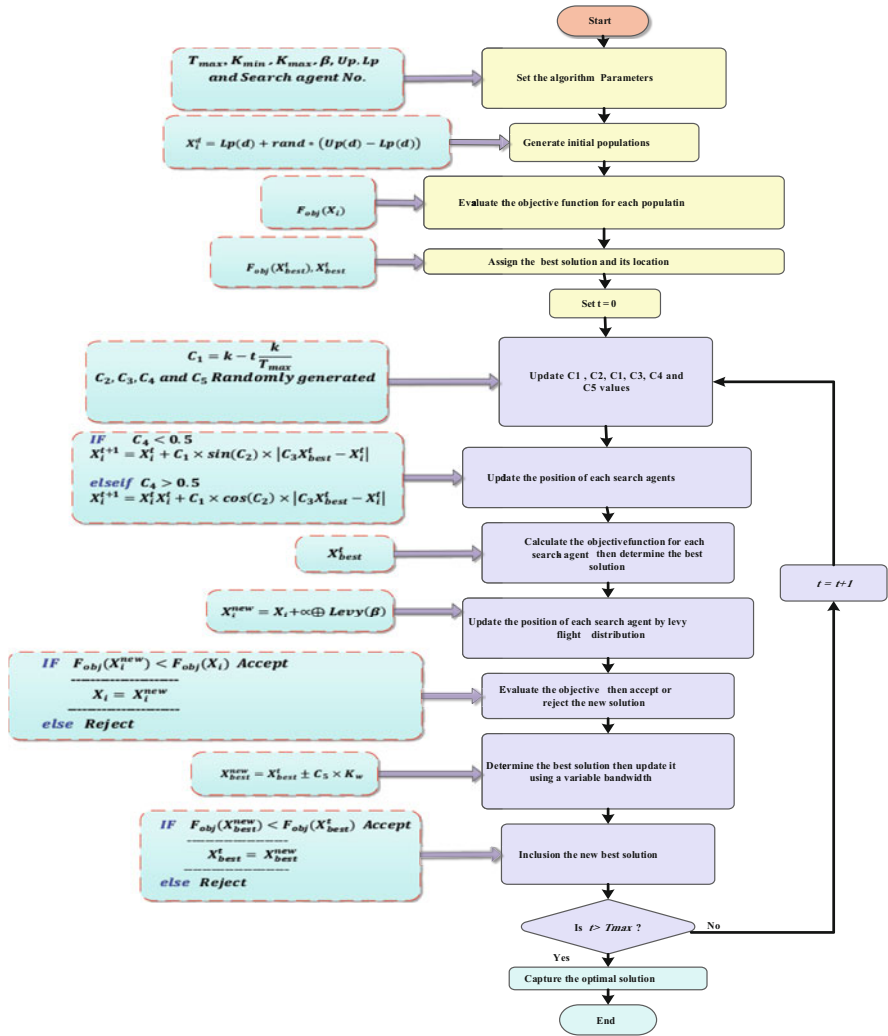 Start
T_max, K_min, K_max, β, Up. Lp
and Search agent No.
Set the algorithm Parameters
X_i^d = Lp(d) + rand * (Up(d) − Lp(d))
Generate initial populations
F_obj(X_i)
Evaluate the objective function for each populatin
F_obj(X_best^t), X_best^t
Assign the best solution and its location
Set t = 0
C_1 = k − t k/T_max
C_2, C_3, C_4 and C_5 Randomly generated
Update C1 , C2, C1, C3, C4 and
C5 values
IF C_4 < 0.5
X_i^{t+1} = X_i^t + C_1 × sin(C_2) × |C_3 X_best^t − X_i^t|
elseif C_4 > 0.5
X_i^{t+1} = X_i^t X_i^t + C_1 × cos(C_2) × |C_3 X_best^t − X_i^t|
Update the position of each search agents
X_best^t
Calculate the objectivefunction for each
search agent then determine the best
solution
t = t+1
X_i^new = X_i +∝⊕ Levy(β)
Update the position of each search agent by levy
flight distribution
IF F_obj(X_i^new) < F_obj(X_i) Accept
X_i = X_i^new
else Reject
Evaluate the objective then accept or
reject the new solution
X_best^new = X_best^t ± C_5 × K_w
Determine the best solution then update it
using a variable bandwidth
IF F_obj(X_best^new) < F_obj(X_best^t) Accept
X_best^t = X_best^new
else Reject
Inclusion the new best solution
Is t> Tmax ?
No
Yes
Capture the optimal solution
End